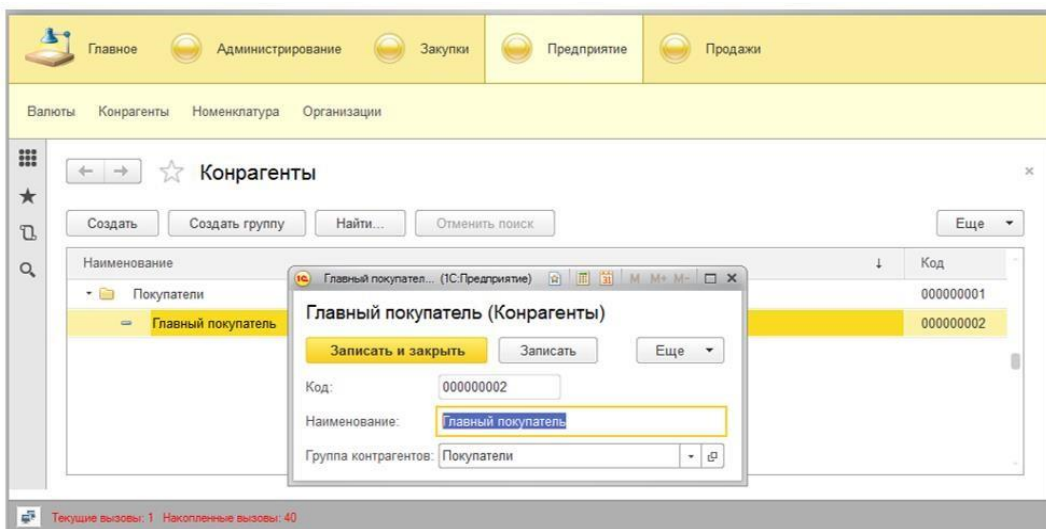 Главное Администрирование Закупки Предприятие Продажи
Валюты Конрагенты Номенклатура Организации
Конрагенты
Создать Создать группу Найти... Отменить поиск Еще
Наименование Код
Покупатели 000000001
Главный покупатель 000000002
1С Главный покупател... (1С:Предприятие) 31 M M+ M-
Главный покупатель (Конрагенты)
Записать и закрыть Записать Еще
Код: 000000002
Наименование: Главный покупатель
Группа контрагентов: Покупатели
Текущие вызовы: 1 Накопленные вызовы: 40